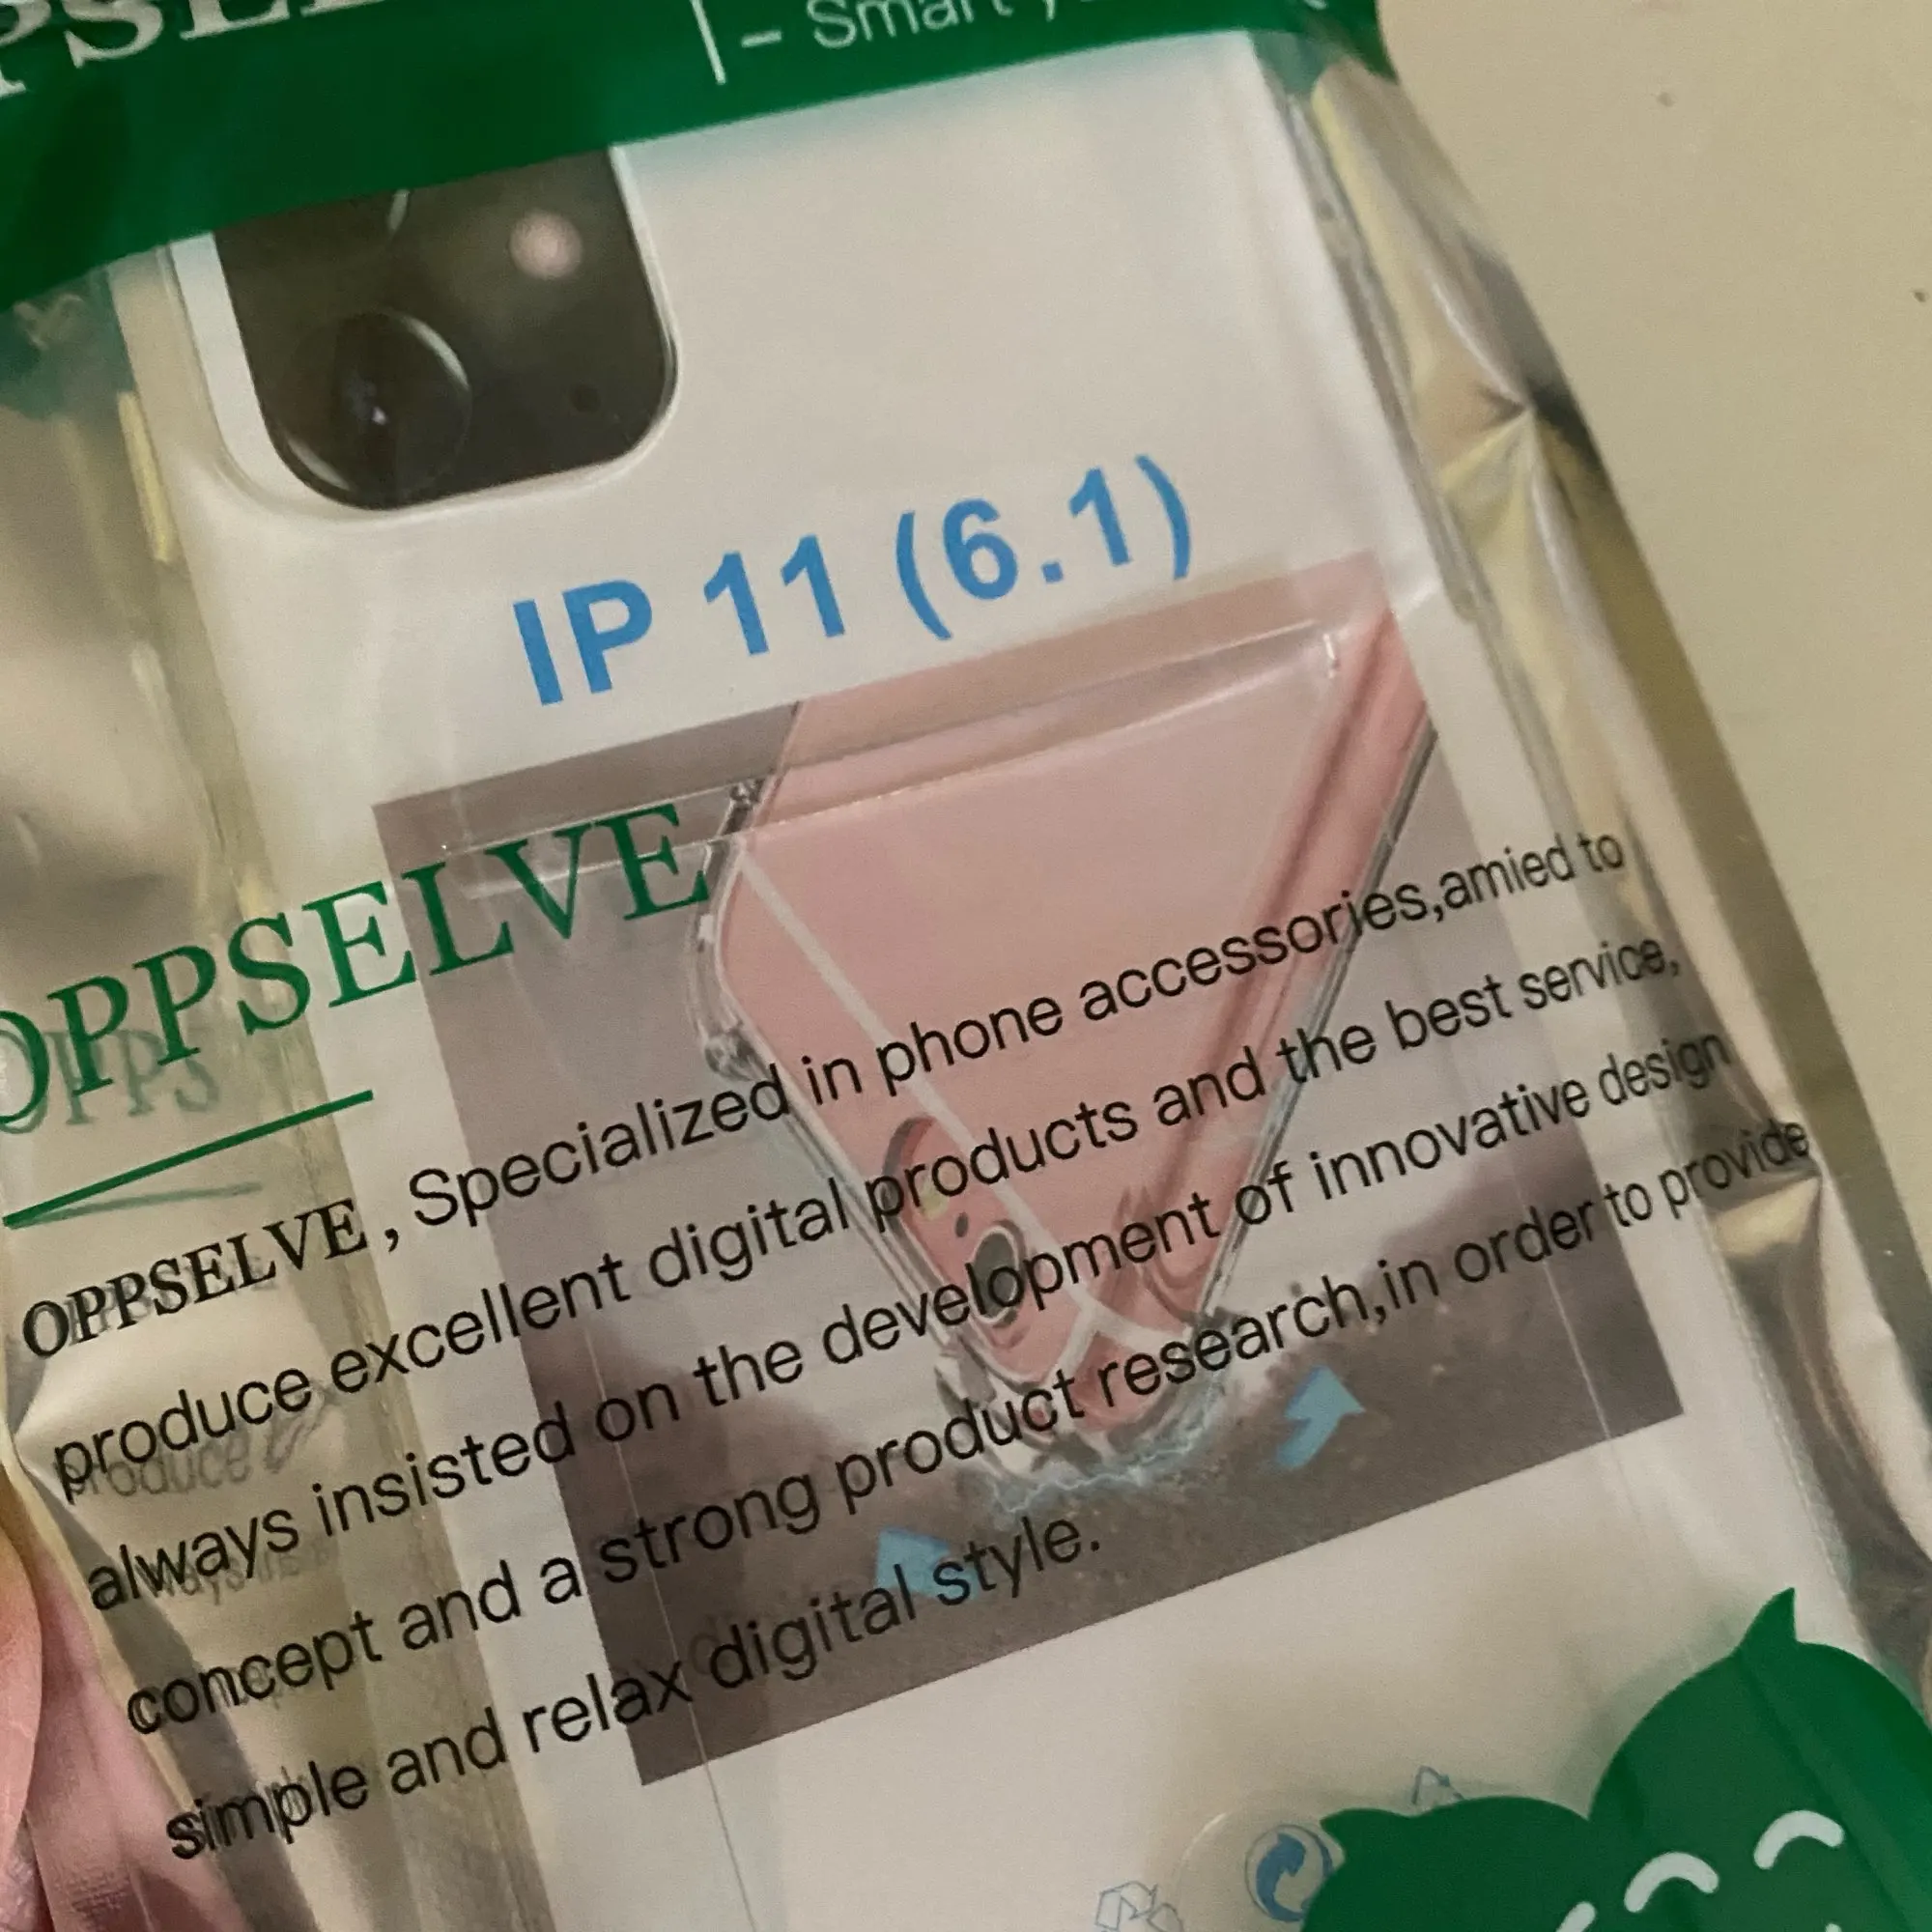 - Smart
IP 11 (6.1)
OPPSELVE
OPPSELVE, Specialized in phone accessories,amied to
produce excellent digital products and the best service,
always insisted on the development of innovative design
concept and a strong product research,in order to provide
simple and relax digital style.